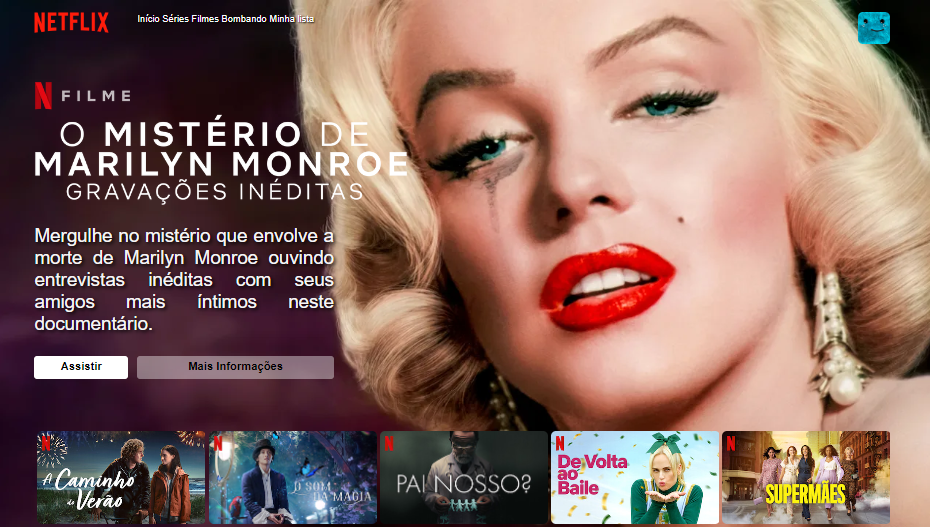 NETFLIX
Início Séries Filmes Bombando Minha lista
N FILME
O MISTÉRIO DE
MARILYN MONROE
GRAVAÇÕES INÉDITAS
Mergulhe no mistério que envolve a
morte de Marilyn Monroe ouvindo
entrevistas inéditas com seus
amigos mais íntimos neste
documentário.
Assistir
Mais Informações
N
A Caminho
do Verão
N
O SOM
DA MAGIA
N
PAI NOSSO?
N
De Volta
ao
Baile
N
SUPERMÃES